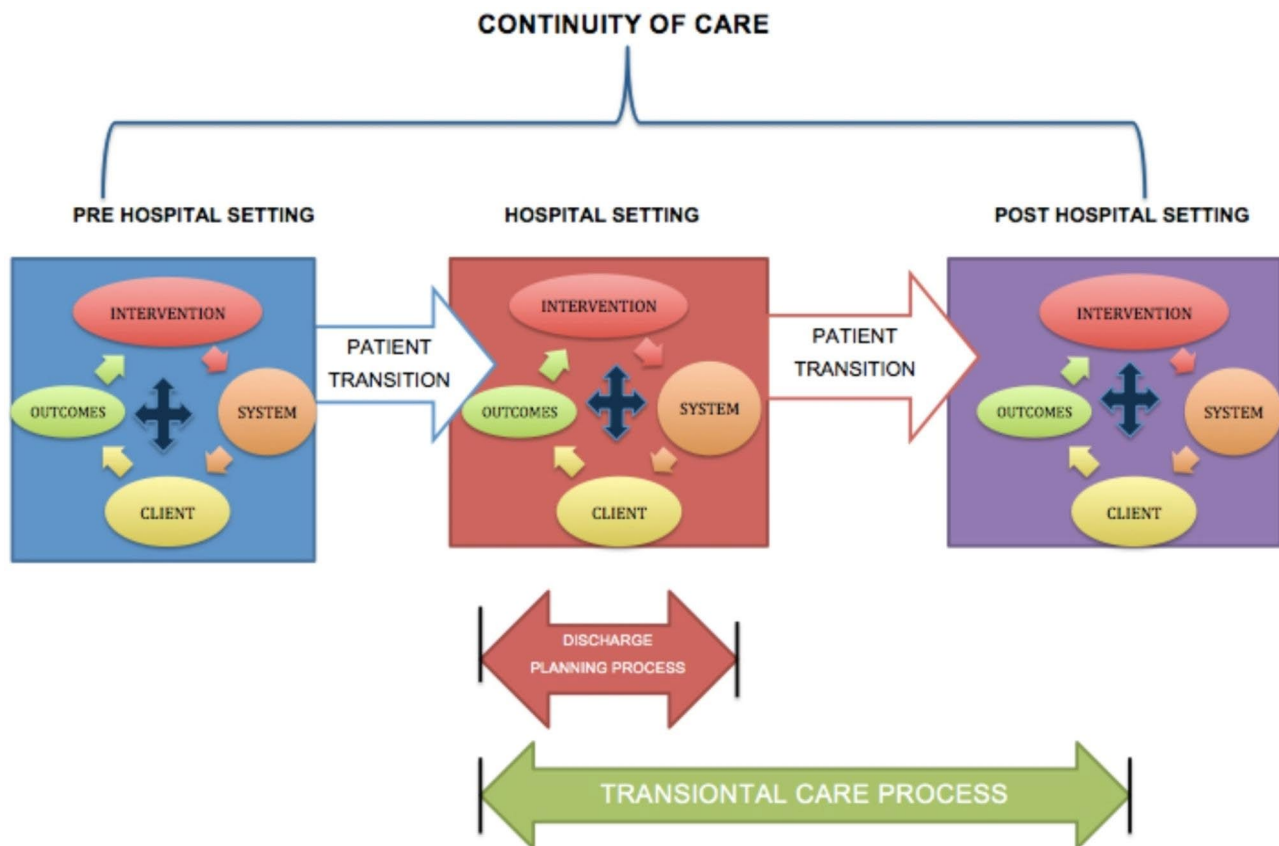 CONTINUITY OF CARE
PRE HOSPITAL SETTING
HOSPITAL SETTING
POST HOSPITAL SETTING
INTERVENTION
OUTCOMES
SYSTEM
CLIENT
PATIENT
TRANSITION
INTERVENTION
OUTCOMES
SYSTEM
CLIENT
PATIENT
TRANSITION
INTERVENTION
OUTCOMES
SYSTEM
CLIENT
DISCHARGE
PLANNING PROCESS
TRANSIONTAL CARE PROCESS